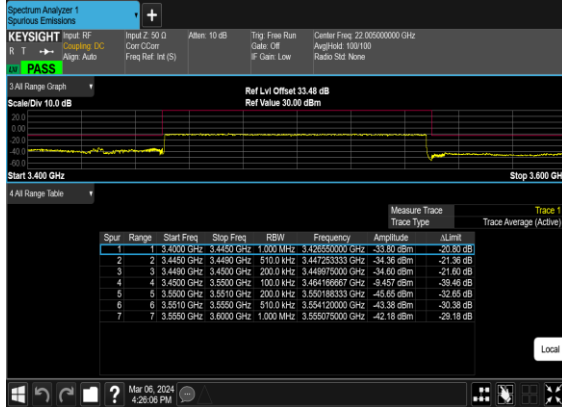 Spectrum Analyzer 1
Spurious Emissions
+
KEYSIGHT Input: RF Input Z: 50 Ω Atten: 10 dB Trig: Free Run Center Freq: 22.005000000 GHz
R T Coupling: DC Corr CCorr Gate: Off Avg|Hold: 100/100
Align: Auto Freq Ref: Int (S) IF Gain: Low Radio Std: None
PASS
3 All Range Graph
Ref Lvl Offset 33.48 dB
Scale/Div 10.0 dB Ref Value 30.00 dBm
20.0
0.00
-20.0
-40.0
-60.0
Start 3.400 GHz Stop 3.600 GH
4 All Range Table
Measure Trace Trace 1
Trace Type Trace Average (Active)
Spur Range Start Freq Stop Freq RBW Frequency Amplitude ΔLimit
1 1 3.4000 GHz 3.4450 GHz 1.000 MHz 3.426550000 GHz -33.80 dBm -20.80 dB
2 2 3.4450 GHz 3.4490 GHz 510.0 kHz 3.447253333 GHz -34.36 dBm -21.36 dB
3 3 3.4490 GHz 3.4500 GHz 200.0 kHz 3.449975000 GHz -34.60 dBm -21.60 dB
4 4 3.4500 GHz 3.5500 GHz 100.0 kHz 3.464166667 GHz -9.457 dBm -39.46 dB
5 5 3.5500 GHz 3.5510 GHz 200.0 kHz 3.550188333 GHz -45.65 dBm -32.65 dB
6 6 3.5510 GHz 3.5550 GHz 510.0 kHz 3.554120000 GHz -43.38 dBm -30.38 dB
7 7 3.5550 GHz 3.6000 GHz 1.000 MHz 3.555075000 GHz -42.18 dBm -29.18 dB
Local
? Mar 06, 2024
4:26:06 PM